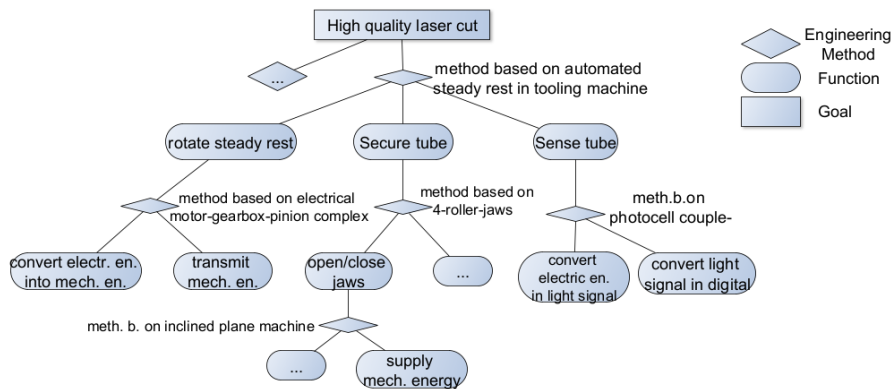 High quality laser cut
Engineering
Method
...
method based on automated
steady rest in tooling machine
Function
Goal
rotate steady rest
Secure tube
Sense tube
method based on electrical
motor-gearbox-pinion complex
method based on
4-roller-jaws
meth.b.on
photocell couple-
convert electr. en.
into mech. en.
transmit
mech. en.
open/close
jaws
...
convert
electric en.
in light signal
convert light
signal in digital
meth. b. on inclined plane machine
...
supply
mech. energy